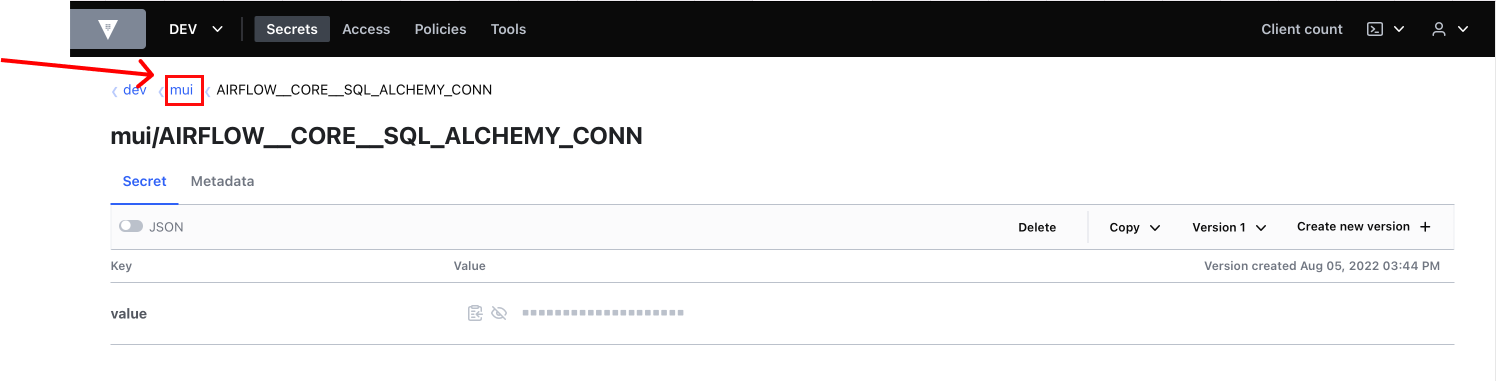 DEV Secrets Access Policies Tools Client count
dev mui AIRFLOW__CORE__SQL_ALCHEMY_CONN
mui/AIRFLOW__CORE__SQL_ALCHEMY_CONN
Secret Metadata
JSON Delete Copy Version 1 Create new version +
Key Value Version created Aug 05, 2022 03:44 PM
value